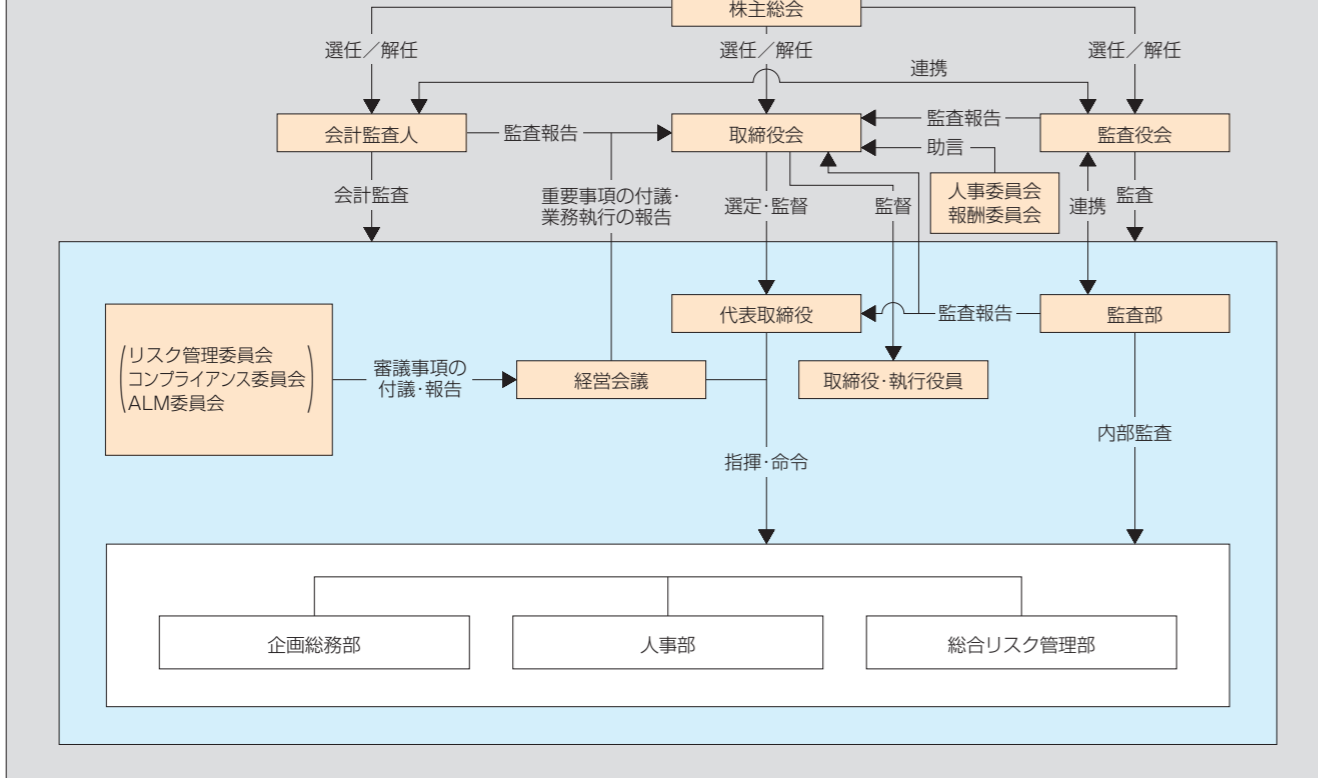 株主総会
選任／解任
選任／解任
選任／解任
連携
会計監査人
監査報告
取締役会
監査報告
監査役会
助言
会計監査
重要事項の付議・
業務執行の報告
選定・監督
監督
人事委員会
報酬委員会
連携
監査
代表取締役
監査報告
監査部
リスク管理委員会
コンプライアンス委員会
ALM委員会
審議事項の
付議・報告
経営会議
取締役・執行役員
内部監査
指揮・命令
企画総務部
人事部
総合リスク管理部